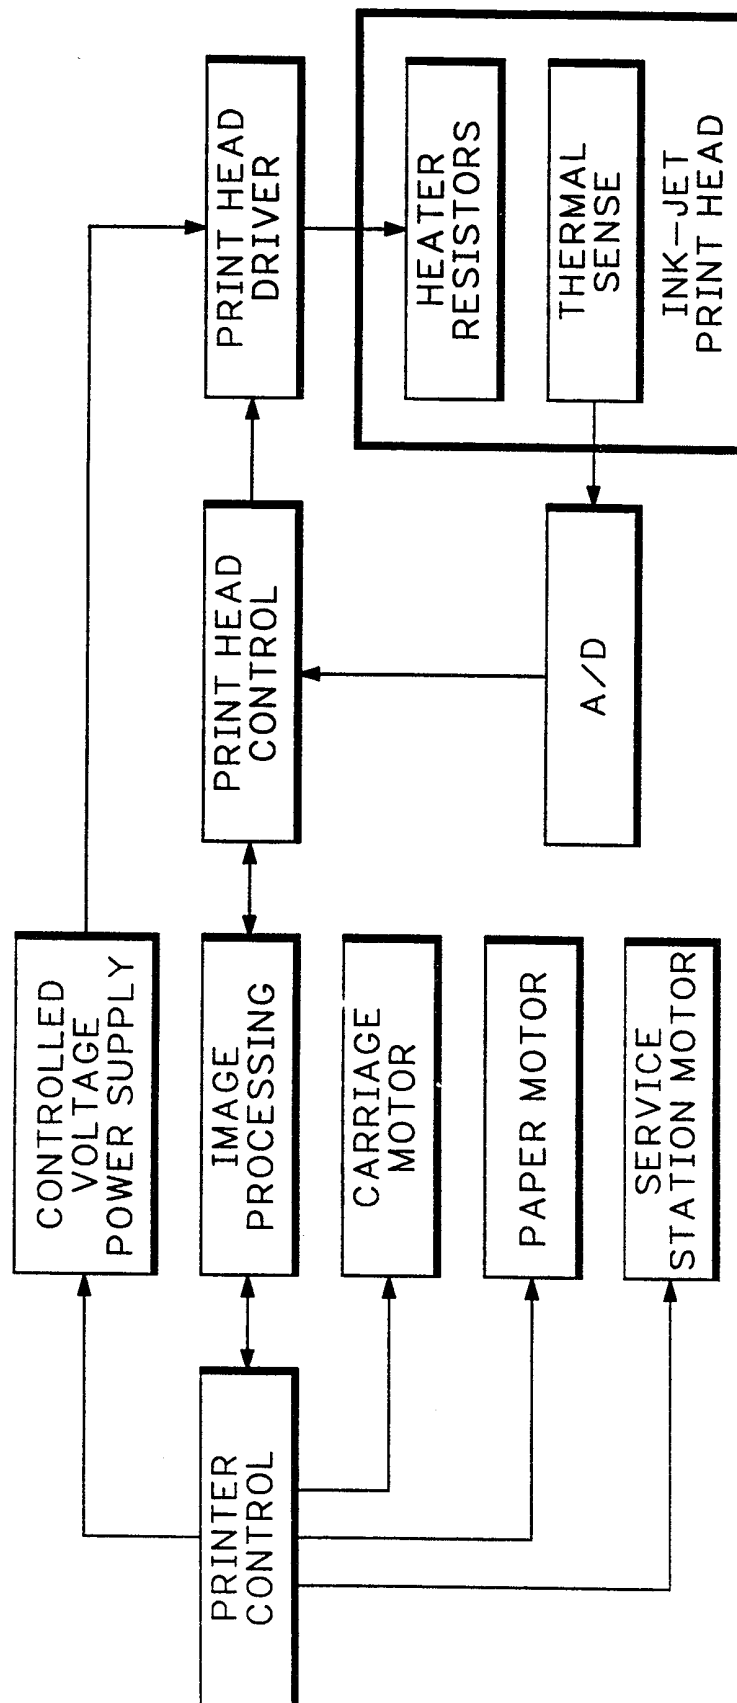 CONTROLLED
VOLTAGE
POWER SUPPLY
PRINTER
CONTROL
IMAGE
PROCESSING
PRINT HEAD
CONTROL
PRINT HEAD
DRIVER
CARRIAGE
MOTOR
HEATER
RESISTORS
PAPER MOTOR
A/D
THERMAL
SENSE
SERVICE
STATION MOTOR
INK-JET
PRINT HEAD